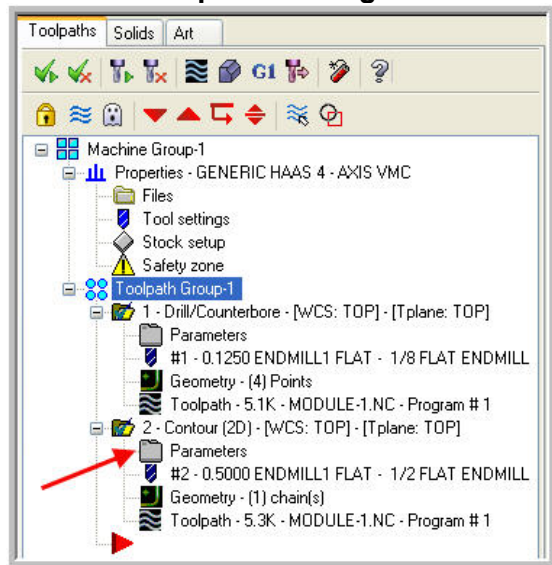 Toolpaths Solids Art
G1
Machine Group-1
Properties - GENERIC HAAS 4 - AXIS VMC
Files
Tool settings
Stock setup
Safety zone
Toolpath Group-1
1 - Drill/Counterbore - [WCS: TOP] - [Tplane: TOP]
Parameters
#1 - 0.1250 ENDMILL1 FLAT - 1/8 FLAT ENDMILL
Geometry - (4) Points
Toolpath - 5.1K - MODULE-1.NC - Program # 1
2 - Contour (2D) - [WCS: TOP] - [Tplane: TOP]
Parameters
#2 - 0.5000 ENDMILL1 FLAT - 1/2 FLAT ENDMILL
Geometry - (1) chain(s)
Toolpath - 5.3K - MODULE-1.NC - Program # 1